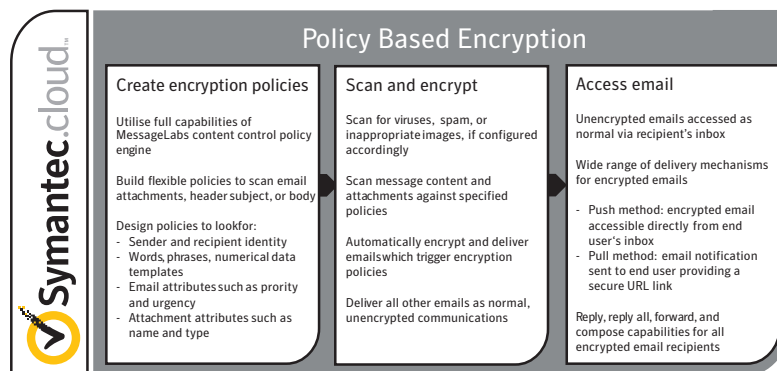 Symantec.cloud™
Policy Based Encryption
Create encryption policies
Utilise full capabilities of
MessageLabs content control policy
engine
Build flexible policies to scan email
attachments, header subject, or body
Design policies to lookfor:
- Sender and recipient identity
- Words, phrases, numerical data
templates
- Email attributes such as prority
and urgency
- Attachment attributes such as
name and type
Scan and encrypt
Scan for viruses, spam, or
inappropriate images, if configured
accordingly
Scan message content and
attachments against specified
policies
Automatically encrypt and deliver
emails which trigger encryption
policies
Deliver all other emails as normal,
unencrypted communications
Access email
Unencrypted emails accessed as
normal via recipient's inbox
Wide range of delivery mechanisms
for encrypted emails
- Push method: encrypted email
accessible directly from end
user's inbox
- Pull method: email notification
sent to end user providing a
secure URL link
Reply, reply all, forward, and
compose capabilities for all
encrypted email recipients